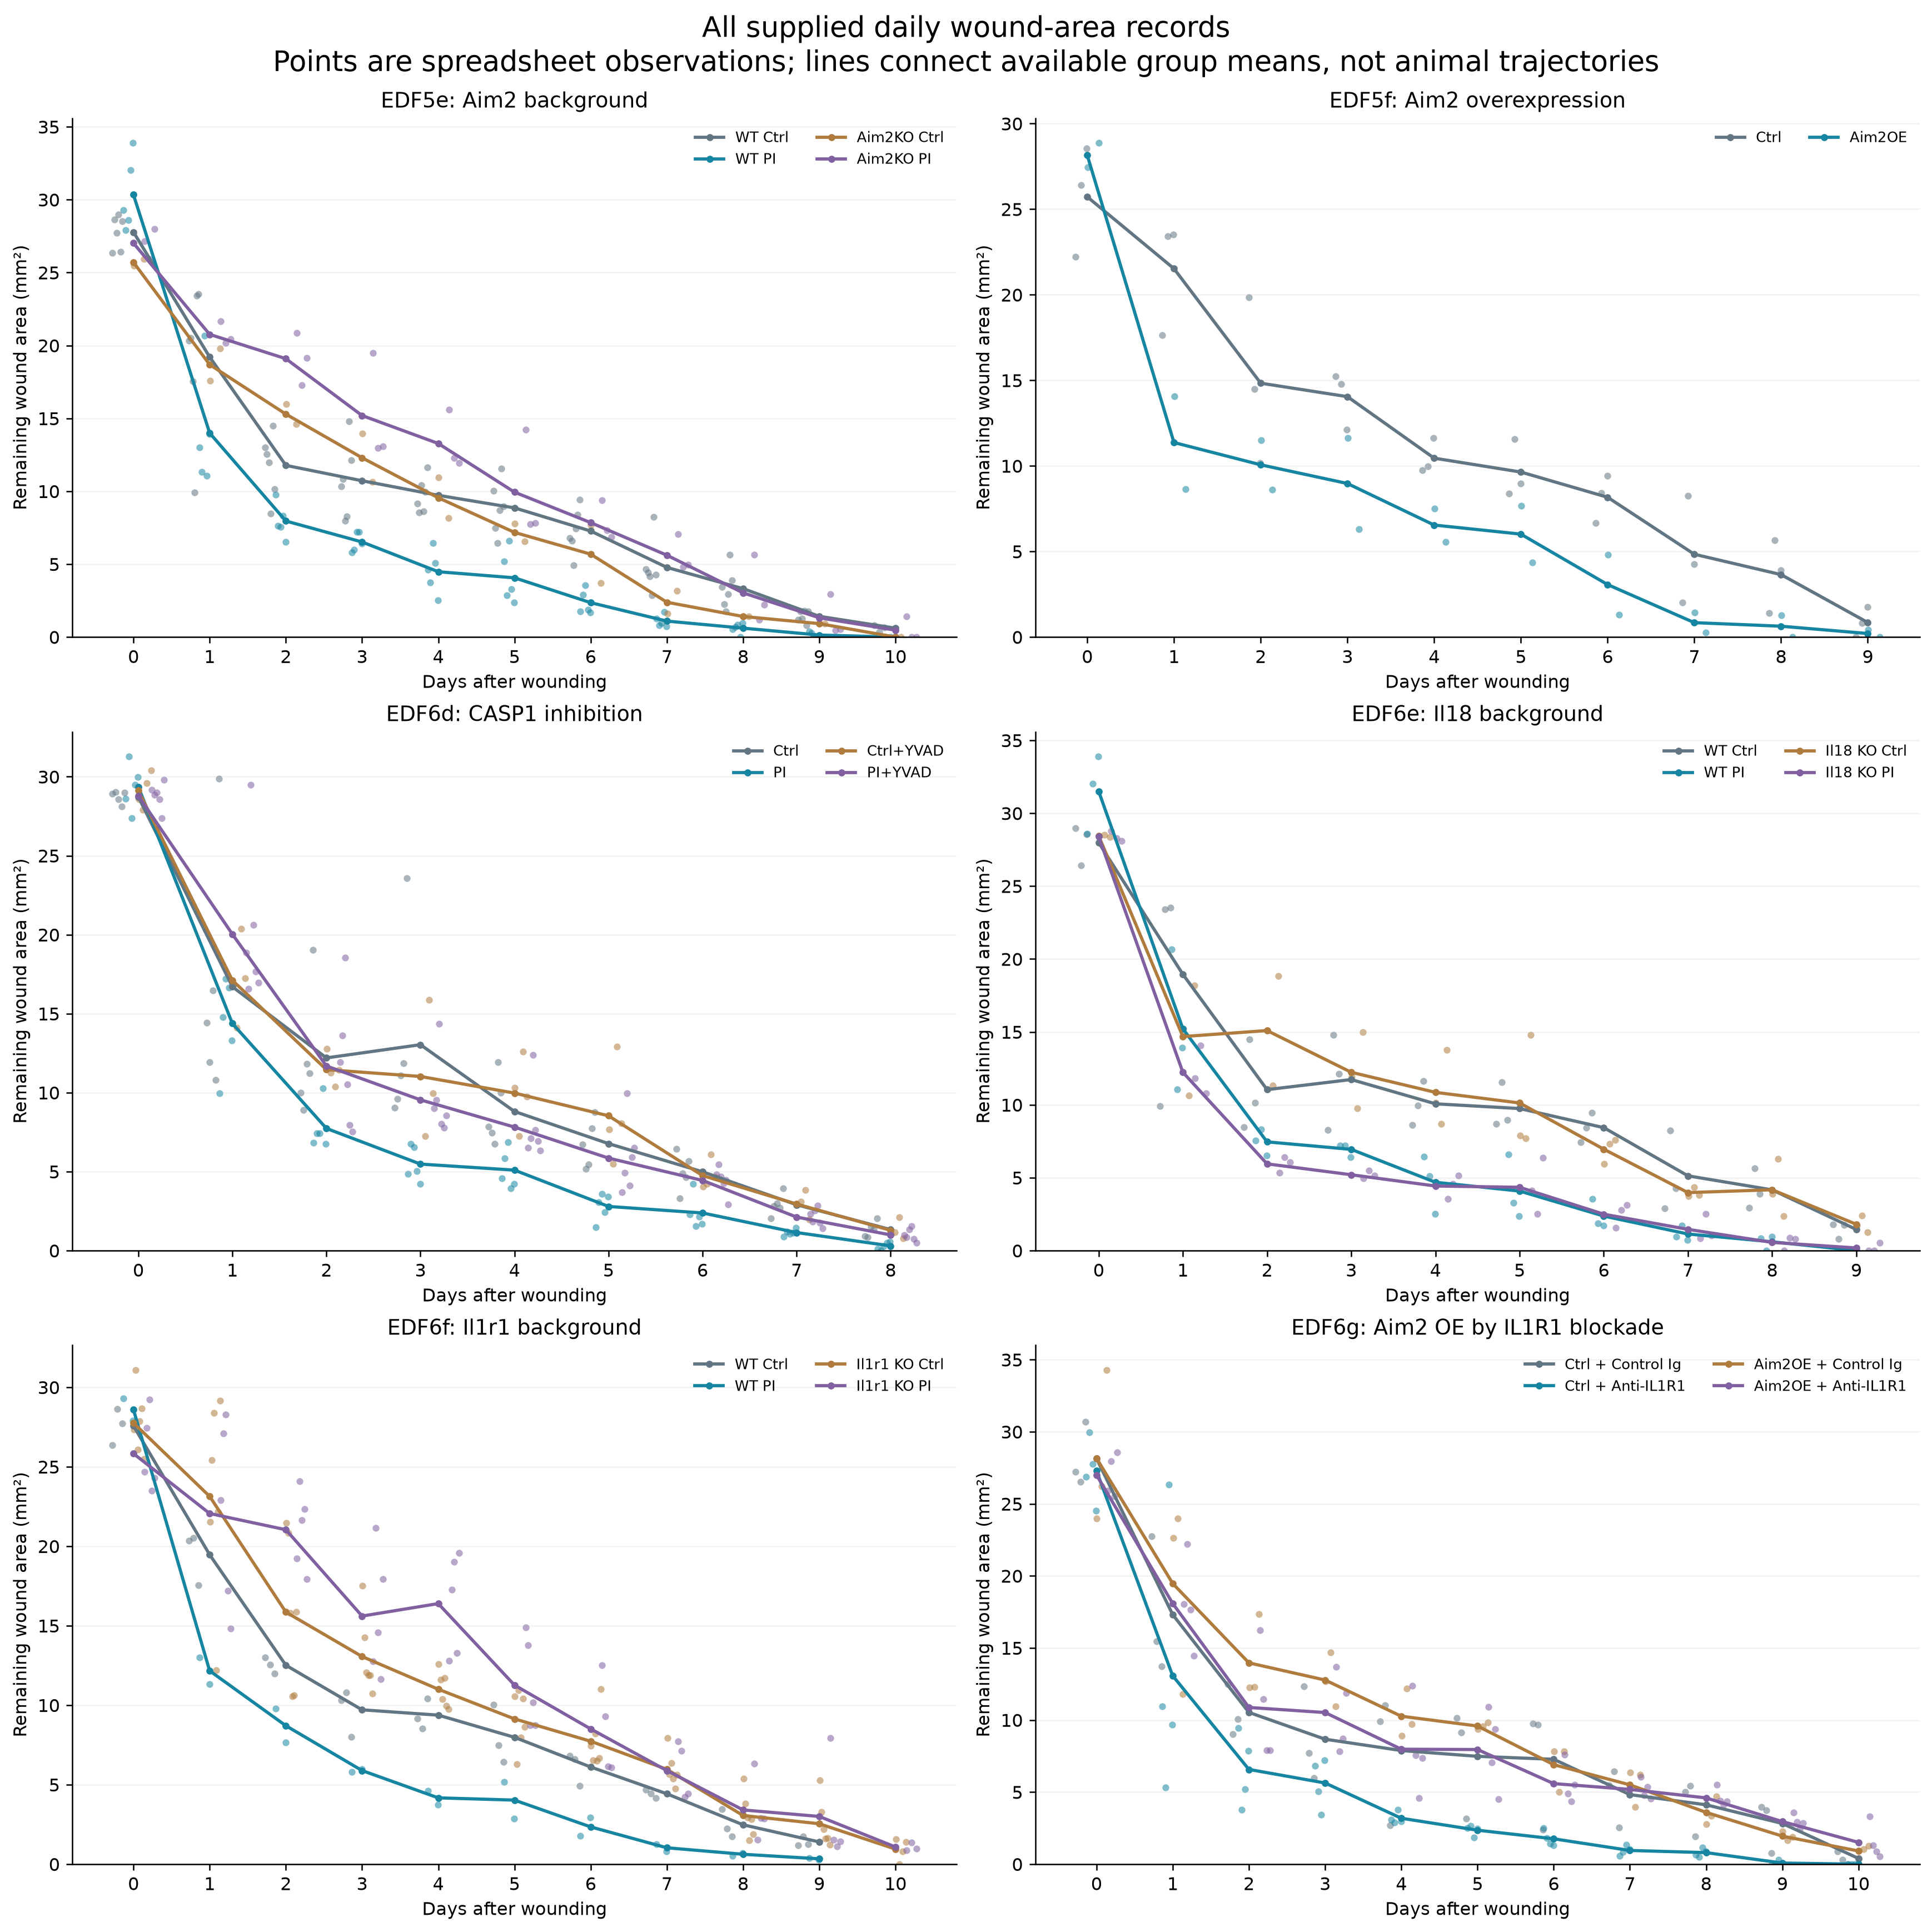 All supplied daily wound-area records
Points are spreadsheet observations; lines connect available group means, not animal trajectories
EDF5e: Aim2 background
Remaining wound area (mm²)
35
30
25
20
15
10
5
0
WT Ctrl
WT PI
Aim2KO Ctrl
Aim2KO PI
0 1 2 3 4 5 6 7 8 9 10
Days after wounding
EDF5f: Aim2 overexpression
Remaining wound area (mm²)
30
25
20
15
10
5
0
Ctrl
Aim2OE
0 1 2 3 4 5 6 7 8 9
Days after wounding
EDF6d: CASP1 inhibition
Remaining wound area (mm²)
30
25
20
15
10
5
0
Ctrl
PI
Ctrl+YVAD
PI+YVAD
0 1 2 3 4 5 6 7 8
Days after wounding
EDF6e: Il18 background
Remaining wound area (mm²)
35
30
25
20
15
10
5
0
WT Ctrl
WT PI
Il18 KO Ctrl
Il18 KO PI
0 1 2 3 4 5 6 7 8 9
Days after wounding
EDF6f: Il1r1 background
Remaining wound area (mm²)
30
25
20
15
10
5
0
WT Ctrl
WT PI
Il1r1 KO Ctrl
Il1r1 KO PI
0 1 2 3 4 5 6 7 8 9 10
Days after wounding
EDF6g: Aim2 OE by IL1R1 blockade
Remaining wound area (mm²)
35
30
25
20
15
10
5
0
Ctrl + Control Ig
Ctrl + Anti-IL1R1
Aim2OE + Control Ig
Aim2OE + Anti-IL1R1
0 1 2 3 4 5 6 7 8 9 10
Days after wounding